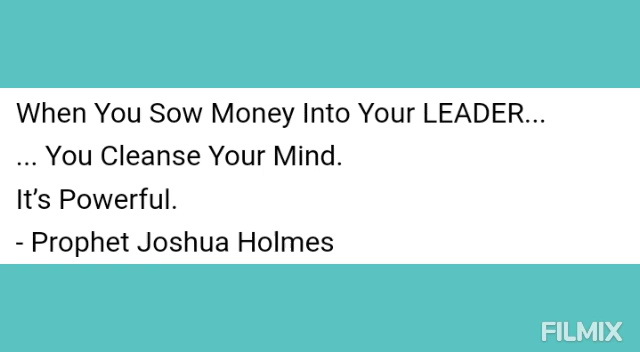 When You Sow Money Into Your LEADER...
... You Cleanse Your Mind.
It’s Powerful.
- Prophet Joshua Holmes
FILMIX